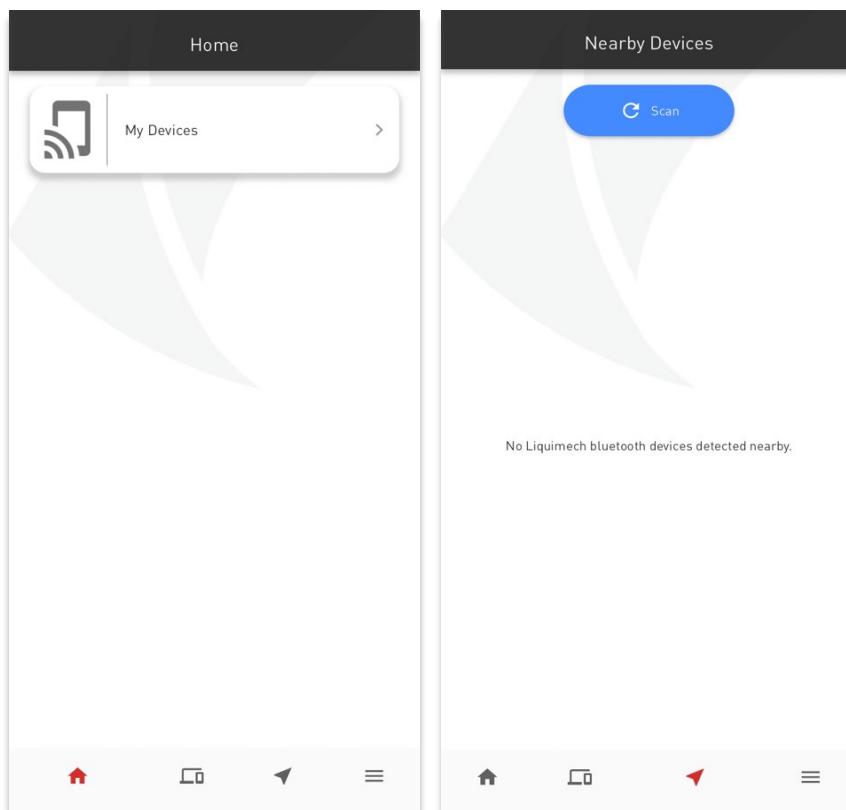 Home
My Devices
Nearby Devices
Scan
No Liquimech bluetooth devices detected nearby.